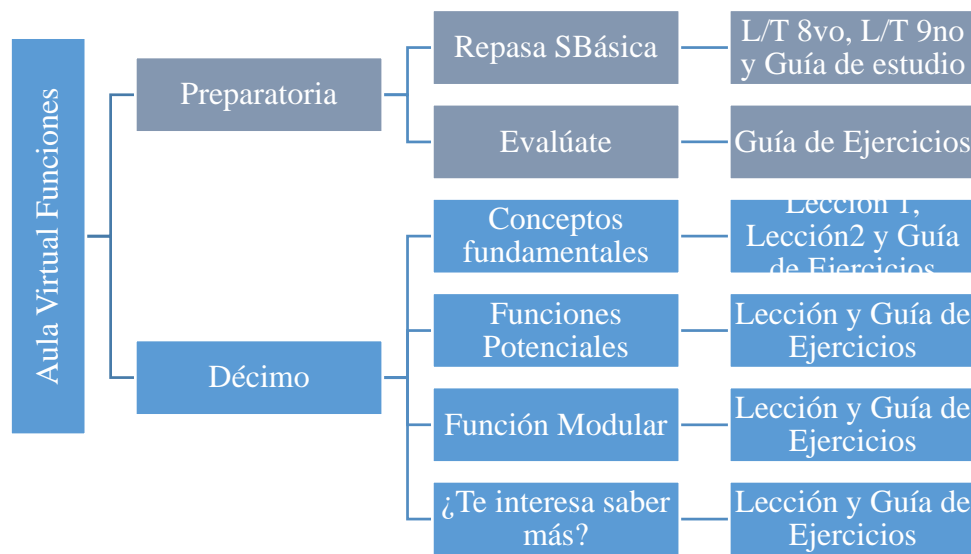 Aula Virtual Funciones
Preparatoria
Repasa SBásica
L/T 8vo, L/T 9no
y Guía de estudio
Evalúate
Guía de Ejercicios
Décimo
Conceptos
fundamentales
Lección 1,
Lección2 y Guía
de Ejercicios
Funciones
Potenciales
Lección y Guía de
Ejercicios
Función Modular
Lección y Guía de
Ejercicios
¿Te interesa saber
más?
Lección y Guía de
Ejercicios